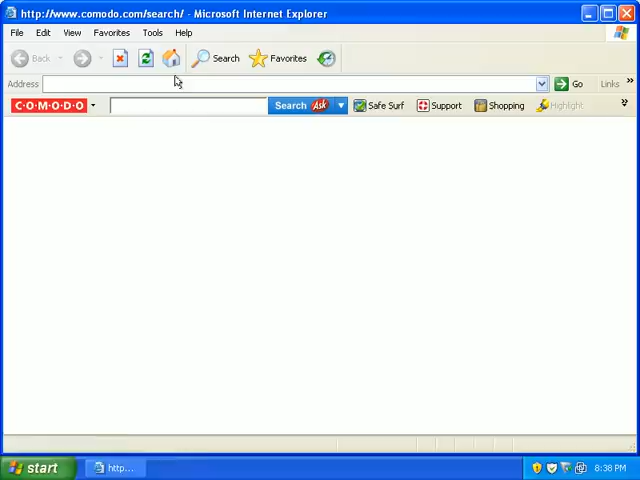 http://www.comodo.com/search/ - Microsoft Internet Explorer
File Edit View Favorites Tools Help
Back Search Favorites
Address Go Links »
C·O·M·O·D·O Search Ask Safe Surf Support Shopping Highlight »
start http... 8:38 PM